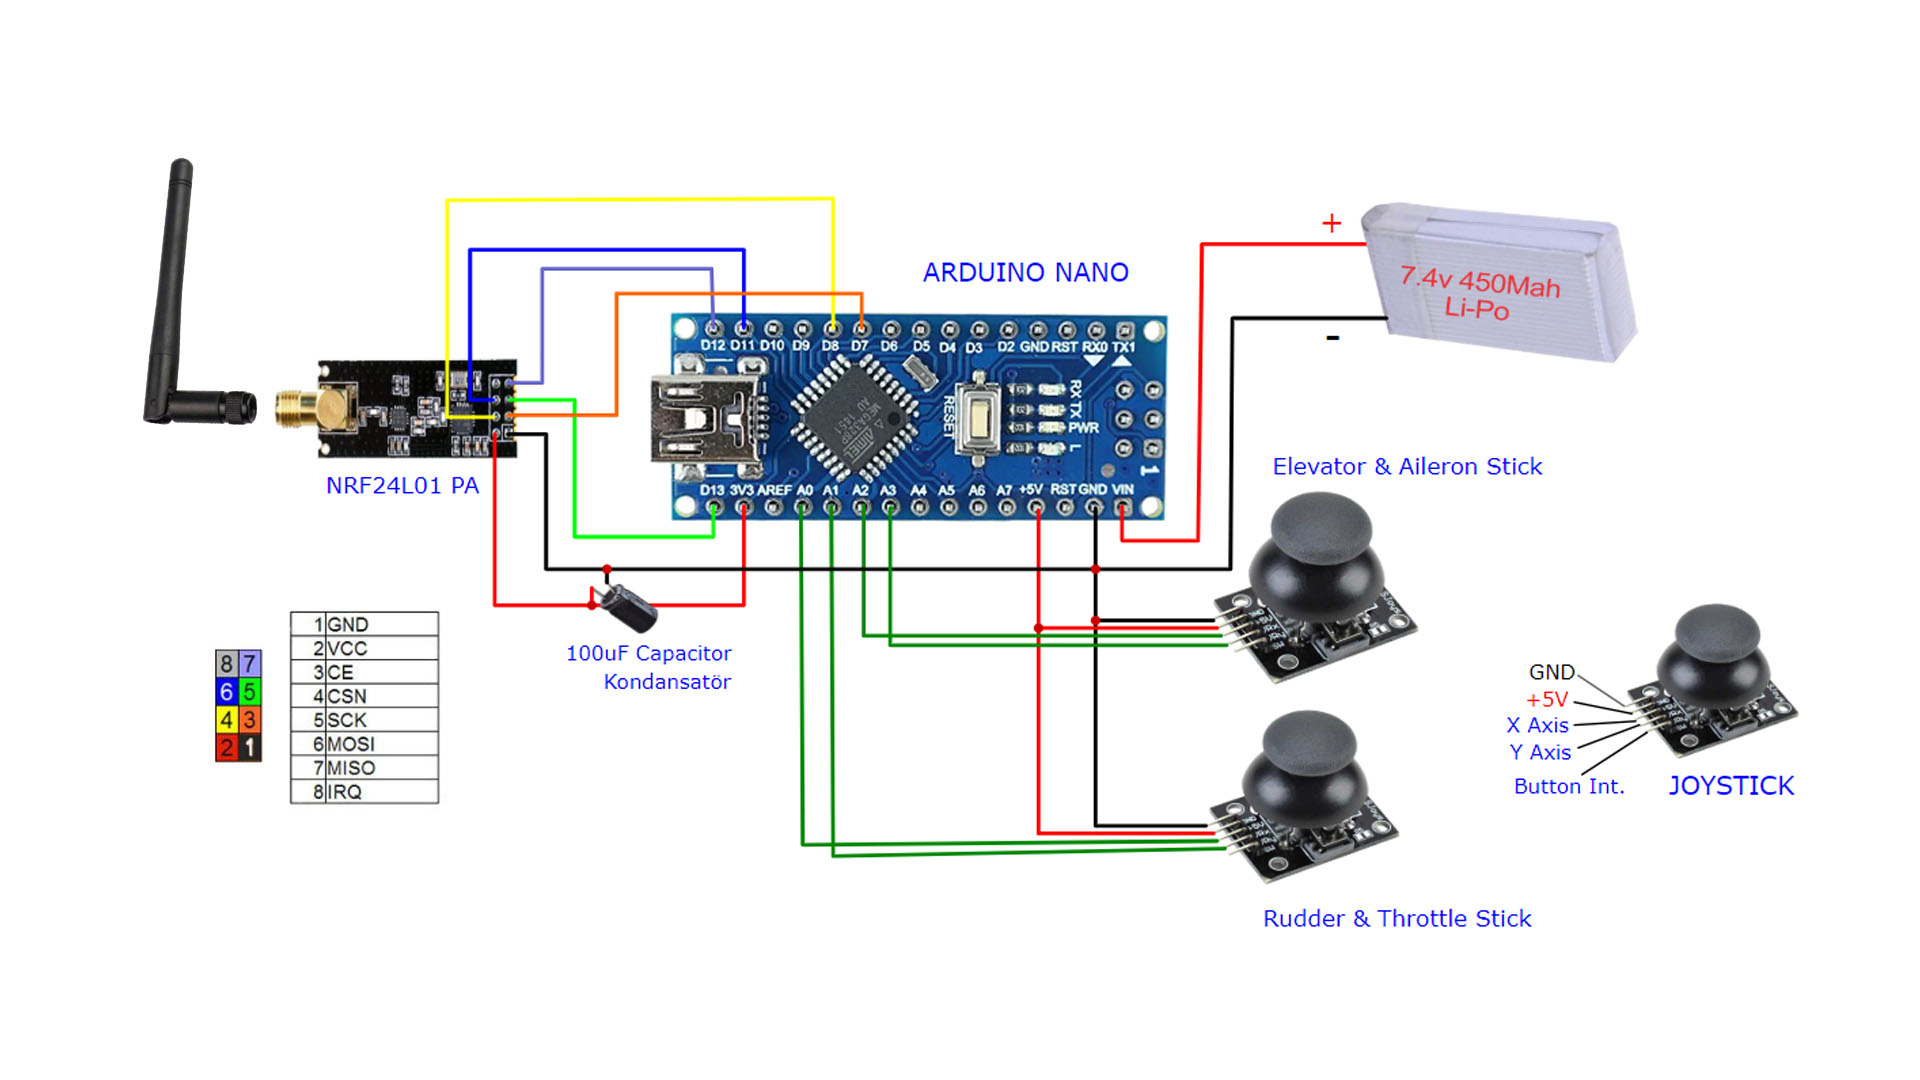 ARDUINO NANO
+
-
7.4v 450Mah
Li-Po
D12 D11 D10 D9 D8 D7 D6 D5 D4 D3 D2 GND RST RX0 TX1
RESET
RX
TX
PWR
L
1
D13 3V3 AREF A0 A1 A2 A3 A4 A5 A6 A7 +5V RST GND VIN
NRF24L01 PA
Elevator & Aileron Stick
100uF Capacitor
Kondansatör
8 7
6 5
4 3
2 1
1 GND
2 VCC
3 CE
4 CSN
5 SCK
6 MOSI
7 MISO
8 IRQ
GND
+5V
X Axis
Y Axis
Button Int.
JOYSTICK
Rudder & Throttle Stick